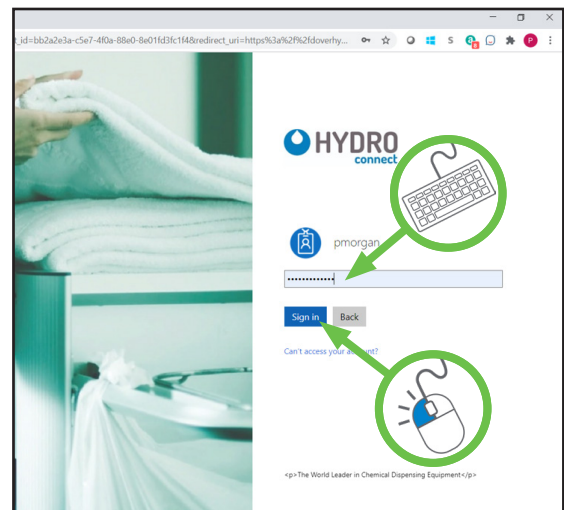 t_id=bb2a2e3a-c5e7-4f0a-88e0-8e01fd3fc1f4&redirect_uri=https%3a%2f%2fdoverhy...
S
a
8
P
HYDRO
connect
pmorgan
••••••••••••
Sign in Back
Can't access your account?
<p>The World Leader in Chemical Dispensing Equipment</p>